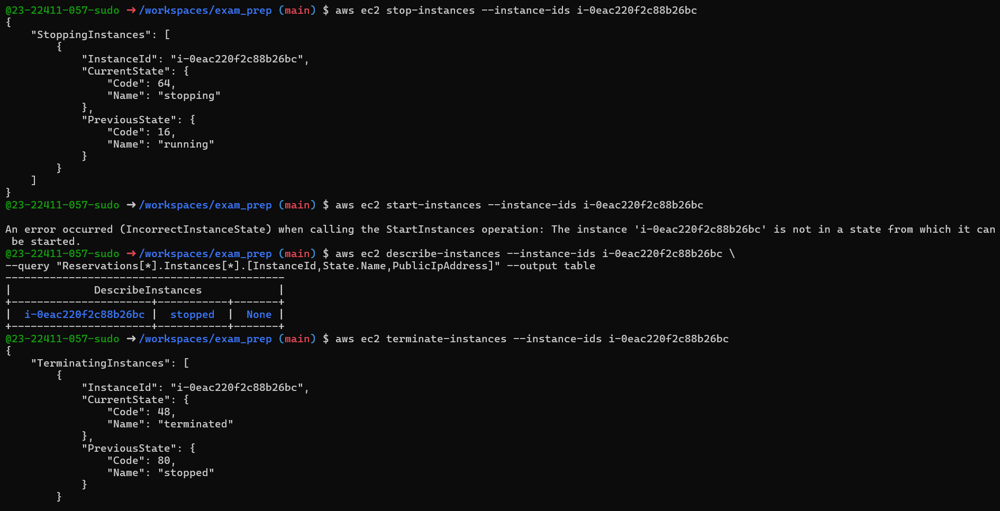 @23-22411-057-sudo ➜ /workspaces/exam_prep (main) $ aws ec2 stop-instances --instance-ids i-0eac220f2c88b26bc
{
    "StoppingInstances": [
        {
            "InstanceId": "i-0eac220f2c88b26bc",
            "CurrentState": {
                "Code": 64,
                "Name": "stopping"
            },
            "PreviousState": {
                "Code": 16,
                "Name": "running"
            }
        }
    ]
}
@23-22411-057-sudo ➜ /workspaces/exam_prep (main) $ aws ec2 start-instances --instance-ids i-0eac220f2c88b26bc

An error occurred (IncorrectInstanceState) when calling the StartInstances operation: The instance 'i-0eac220f2c88b26bc' is not in a state from which it can
 be started.
@23-22411-057-sudo ➜ /workspaces/exam_prep (main) $ aws ec2 describe-instances --instance-ids i-0eac220f2c88b26bc \
--query "Reservations[*].Instances[*].[InstanceId,State.Name,PublicIpAddress]" --output table
--------------------------------------------
|             DescribeInstances            |
+----------------------+-----------+-------+
|  i-0eac220f2c88b26bc |  stopped  |  None |
+----------------------+-----------+-------+
@23-22411-057-sudo ➜ /workspaces/exam_prep (main) $ aws ec2 terminate-instances --instance-ids i-0eac220f2c88b26bc
{
    "TerminatingInstances": [
        {
            "InstanceId": "i-0eac220f2c88b26bc",
            "CurrentState": {
                "Code": 48,
                "Name": "terminated"
            },
            "PreviousState": {
                "Code": 80,
                "Name": "stopped"
            }
        }